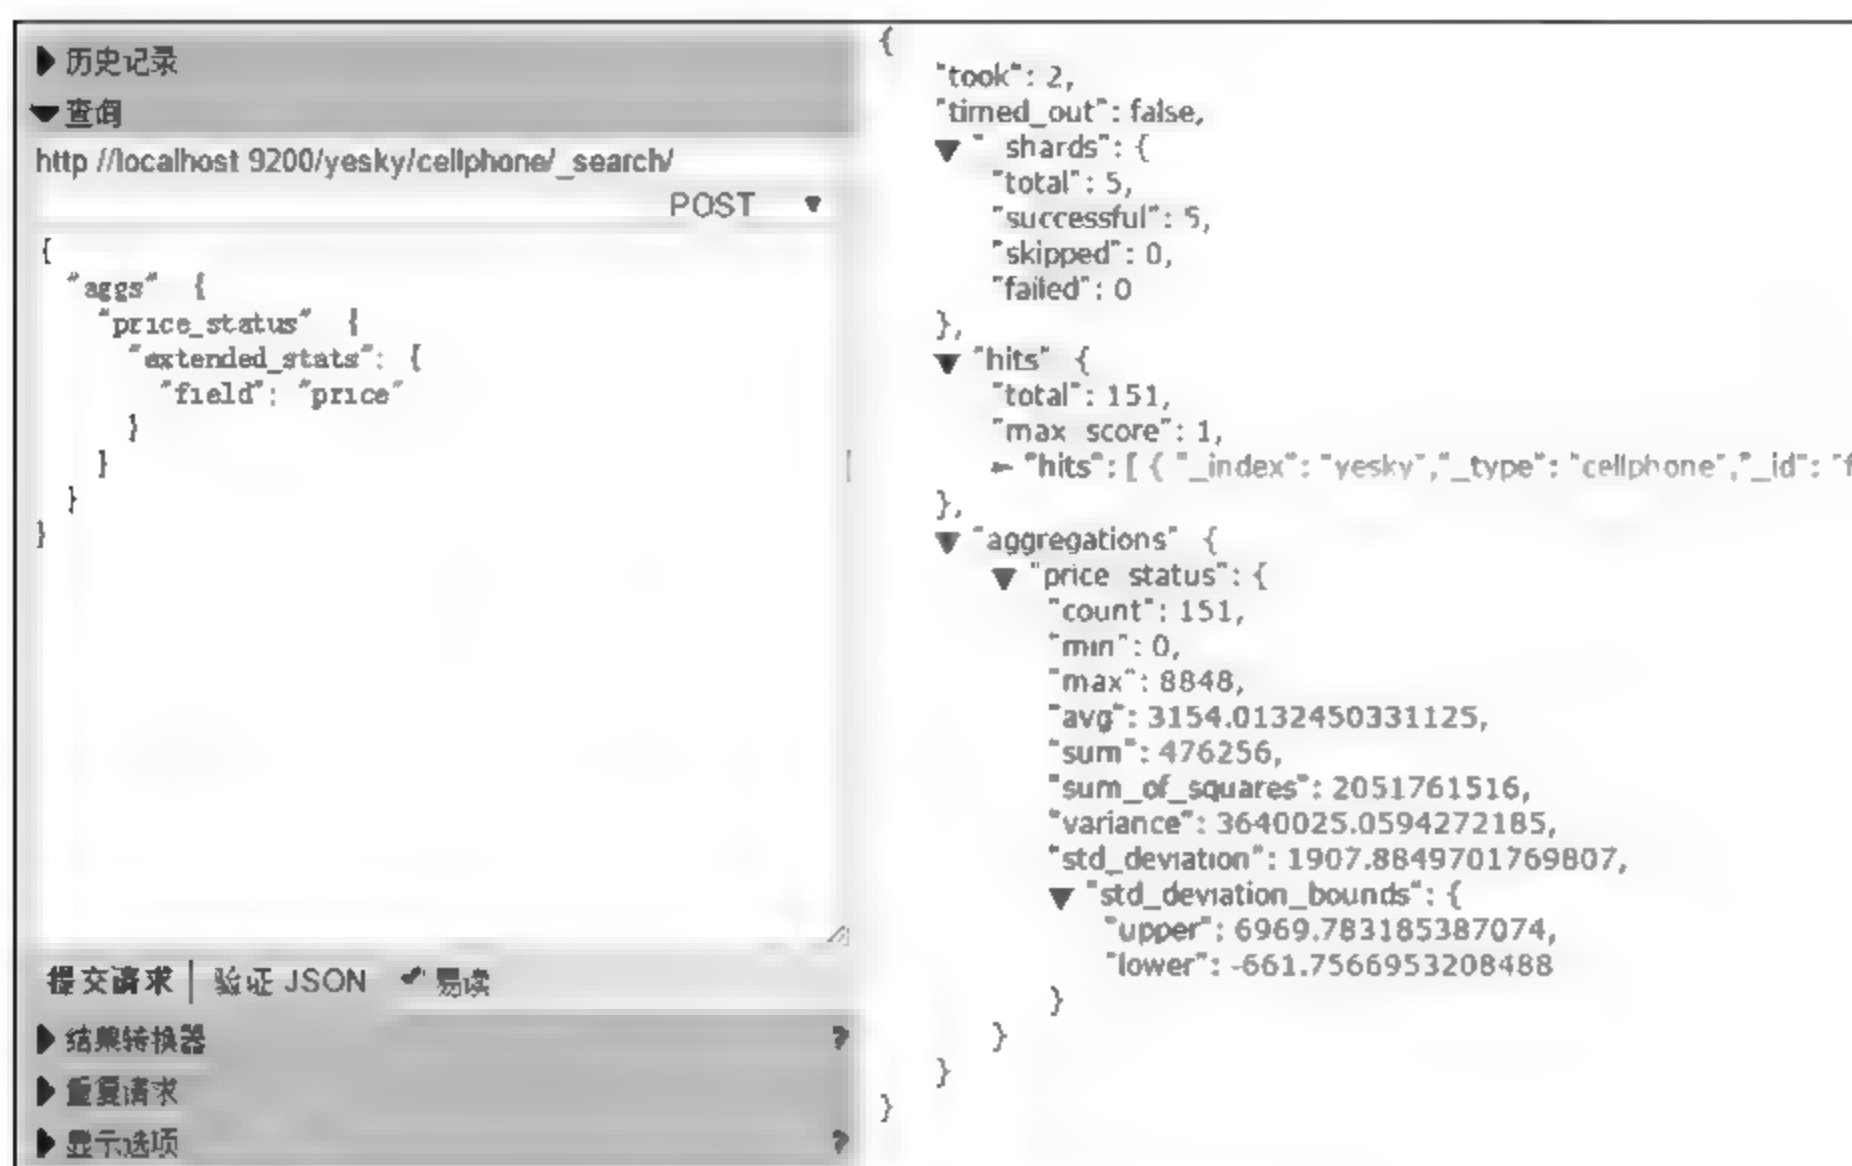 历史记录
查询
http //localhost 9200/yesky/cellphone/_search/
POST
{
"aggs" {
"price_status" {
"extended_stats": {
"field": "price"
}
}
}
}
提交请求 验证 JSON 易读
结果转换器 ?
重复请求
显示选项 ?
{
"took": 2,
"timed_out": false,
" shards": {
"total": 5,
"successful": 5,
"skipped": 0,
"failed": 0
},
"hits" {
"total": 151,
"max score": 1,
"hits": [ { "_index": "yesky","_type": "cellphone","_id": "f
},
"aggregations" {
"price status": {
"count": 151,
"min": 0,
"max": 8848,
"avg": 3154.0132450331125,
"sum": 476256,
"sum_of_squares": 2051761516,
"variance": 3640025.0594272185,
"std_deviation": 1907.8849701769807,
"std_deviation_bounds": {
"upper": 6969.783185387074,
"lower": -661.7566953208488
}
}
}
}